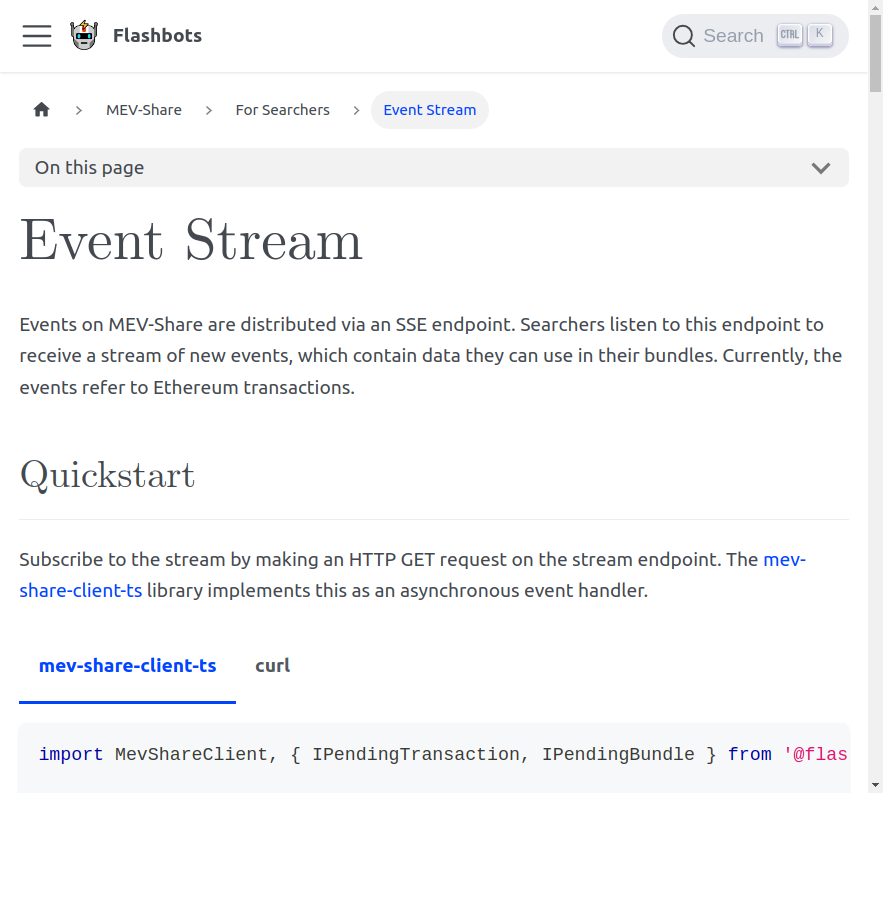 Flashbots
Search CTRL K
MEV-Share
For Searchers
Event Stream
On this page
Event Stream
Events on MEV-Share are distributed via an SSE endpoint. Searchers listen to this endpoint to
receive a stream of new events, which contain data they can use in their bundles. Currently, the
events refer to Ethereum transactions.
Quickstart
Subscribe to the stream by making an HTTP GET request on the stream endpoint. The mev-
share-client-ts library implements this as an asynchronous event handler.
mev-share-client-ts
curl
import MevShareClient, { IPendingTransaction, IPendingBundle } from '@flas